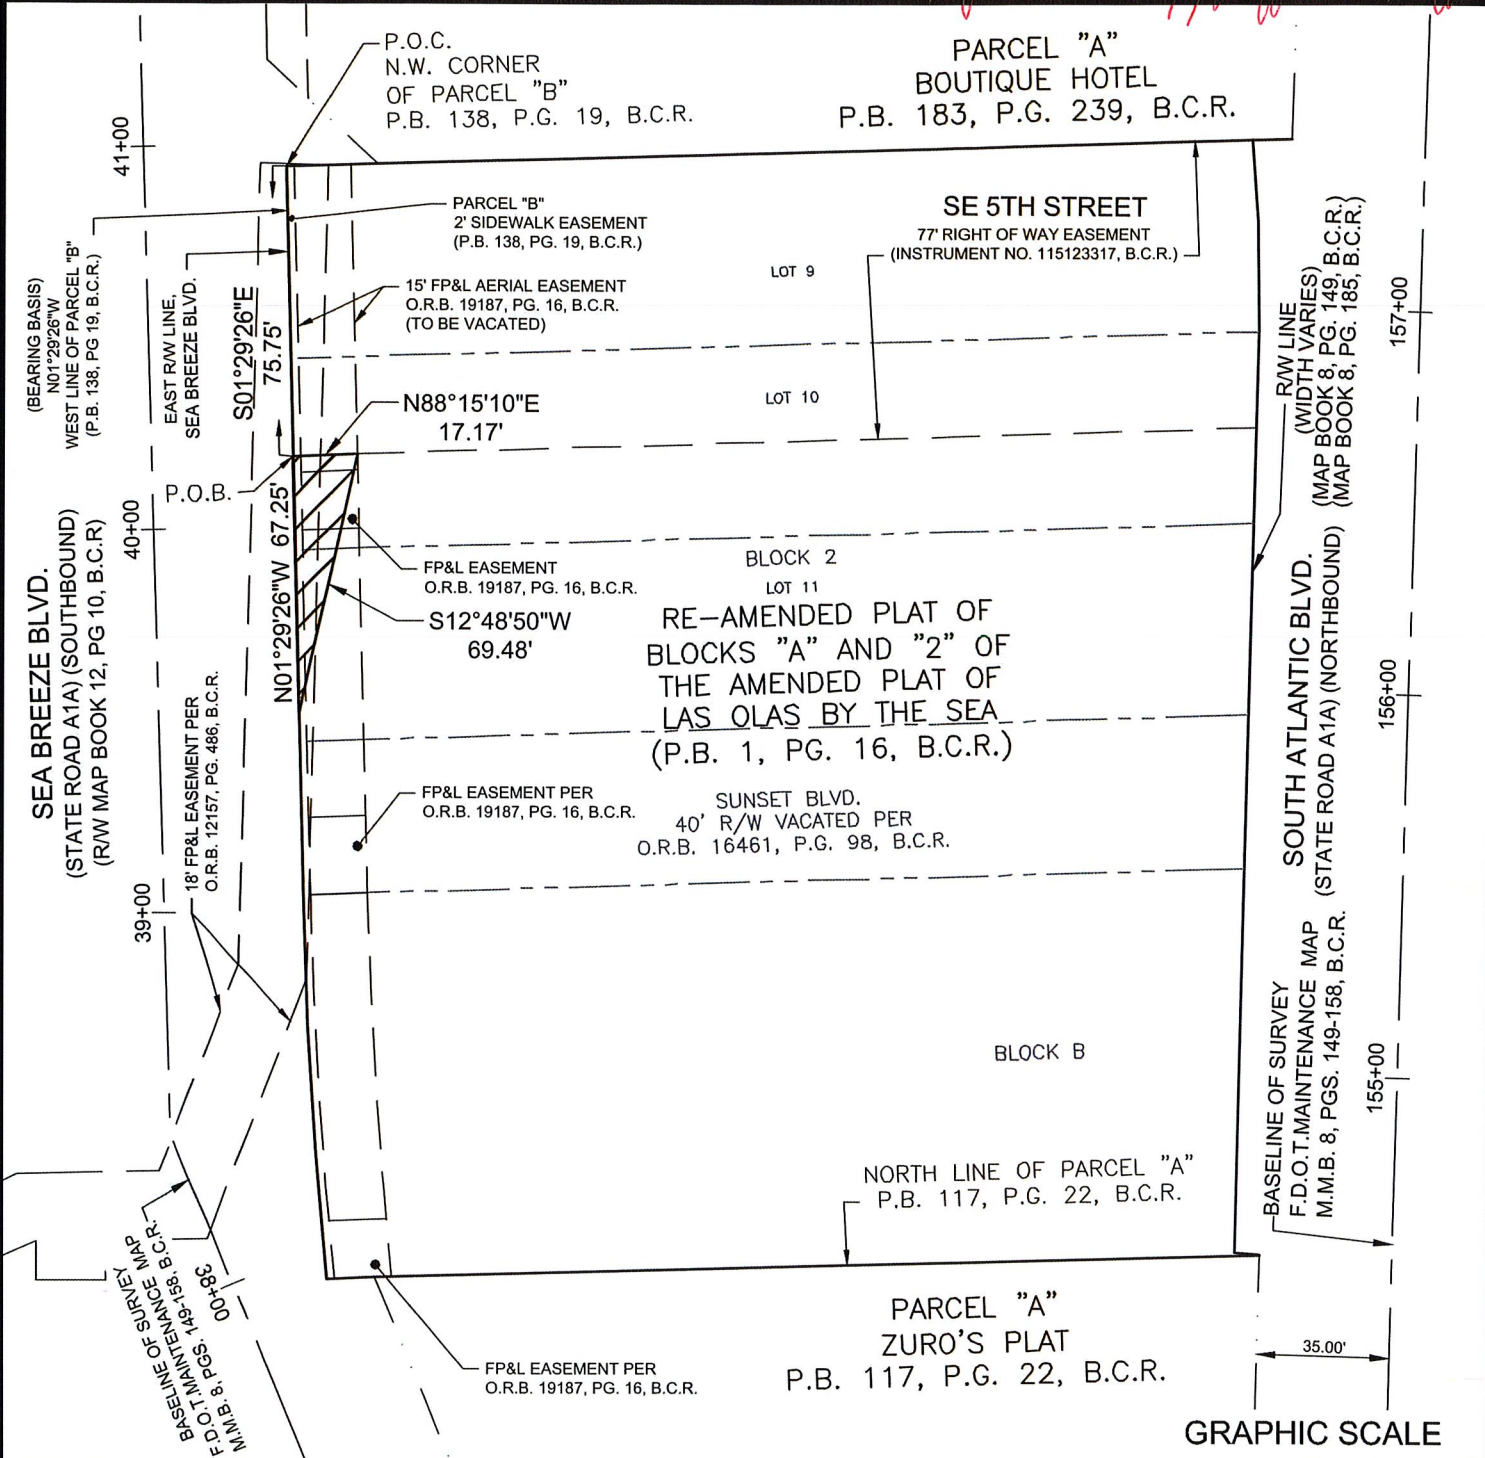 P.O.C.
N.W. CORNER
OF PARCEL "B"
P.B. 138, P.G. 19, B.C.R.
PARCEL "A"
BOUTIQUE HOTEL
P.B. 183, P.G. 239, B.C.R.
41+00
PARCEL "B"
2' SIDEWALK EASEMENT
(P.B. 138, PG. 19, B.C.R.)
SE 5TH STREET
77' RIGHT OF WAY EASEMENT
(INSTRUMENT NO. 115123317, B.C.R.)
15' FP&L AERIAL EASEMENT
O.R.B. 19187, PG. 16, B.C.R.
(TO BE VACATED)
LOT 9
(BEARING BASIS)
N01°29'26"W
WEST LINE OF PARCEL "B"
(P.B. 138, PG 19, B.C.R.)
EAST R/W LINE,
SEA BREEZE BLVD.
S01°29'26"E
75.75'
R/W LINE
(WIDTH VARIES)
(MAP BOOK 8, PG. 149, B.C.R.)
(MAP BOOK 8, PG. 185, B.C.R.)
157+00
N88°15'10"E
17.17'
LOT 10
P.O.B.
40+00
N01°29'26"W 67.25'
FP&L EASEMENT
O.R.B. 19187, PG. 16, B.C.R.
S12°48'50"W
69.48'
BLOCK 2
LOT 11
RE-AMENDED PLAT OF
BLOCKS "A" AND "2" OF
THE AMENDED PLAT OF
LAS OLAS BY THE SEA
(P.B. 1, PG. 16, B.C.R.)
SEA BREEZE BLVD.
(STATE ROAD A1A) (SOUTHBOUND)
(R/W MAP BOOK 12, PG 10, B.C.R)
18' FP&L EASEMENT PER
O.R.B. 12157, PG. 486, B.C.R.
SOUTH ATLANTIC BLVD.
(STATE ROAD A1A) (NORTHBOUND)
156+00
FP&L EASEMENT PER
O.R.B. 19187, PG. 16, B.C.R.
SUNSET BLVD.
40' R/W VACATED PER
O.R.B. 16461, P.G. 98, B.C.R.
39+00
BLOCK B
BASELINE OF SURVEY
F.D.O.T.MAINTENANCE MAP
M.M.B. 8, PGS. 149-158, B.C.R.
155+00
NORTH LINE OF PARCEL "A"
P.B. 117, P.G. 22, B.C.R.
BASELINE OF SURVEY
F.D.O.T.MAINTENANCE MAP
M.M.B. 8, PGS. 149-158, B.C.R.
38+00
PARCEL "A"
ZURO'S PLAT
P.B. 117, P.G. 22, B.C.R.
FP&L EASEMENT PER
O.R.B. 19187, PG. 16, B.C.R.
35.00'
GRAPHIC SCALE